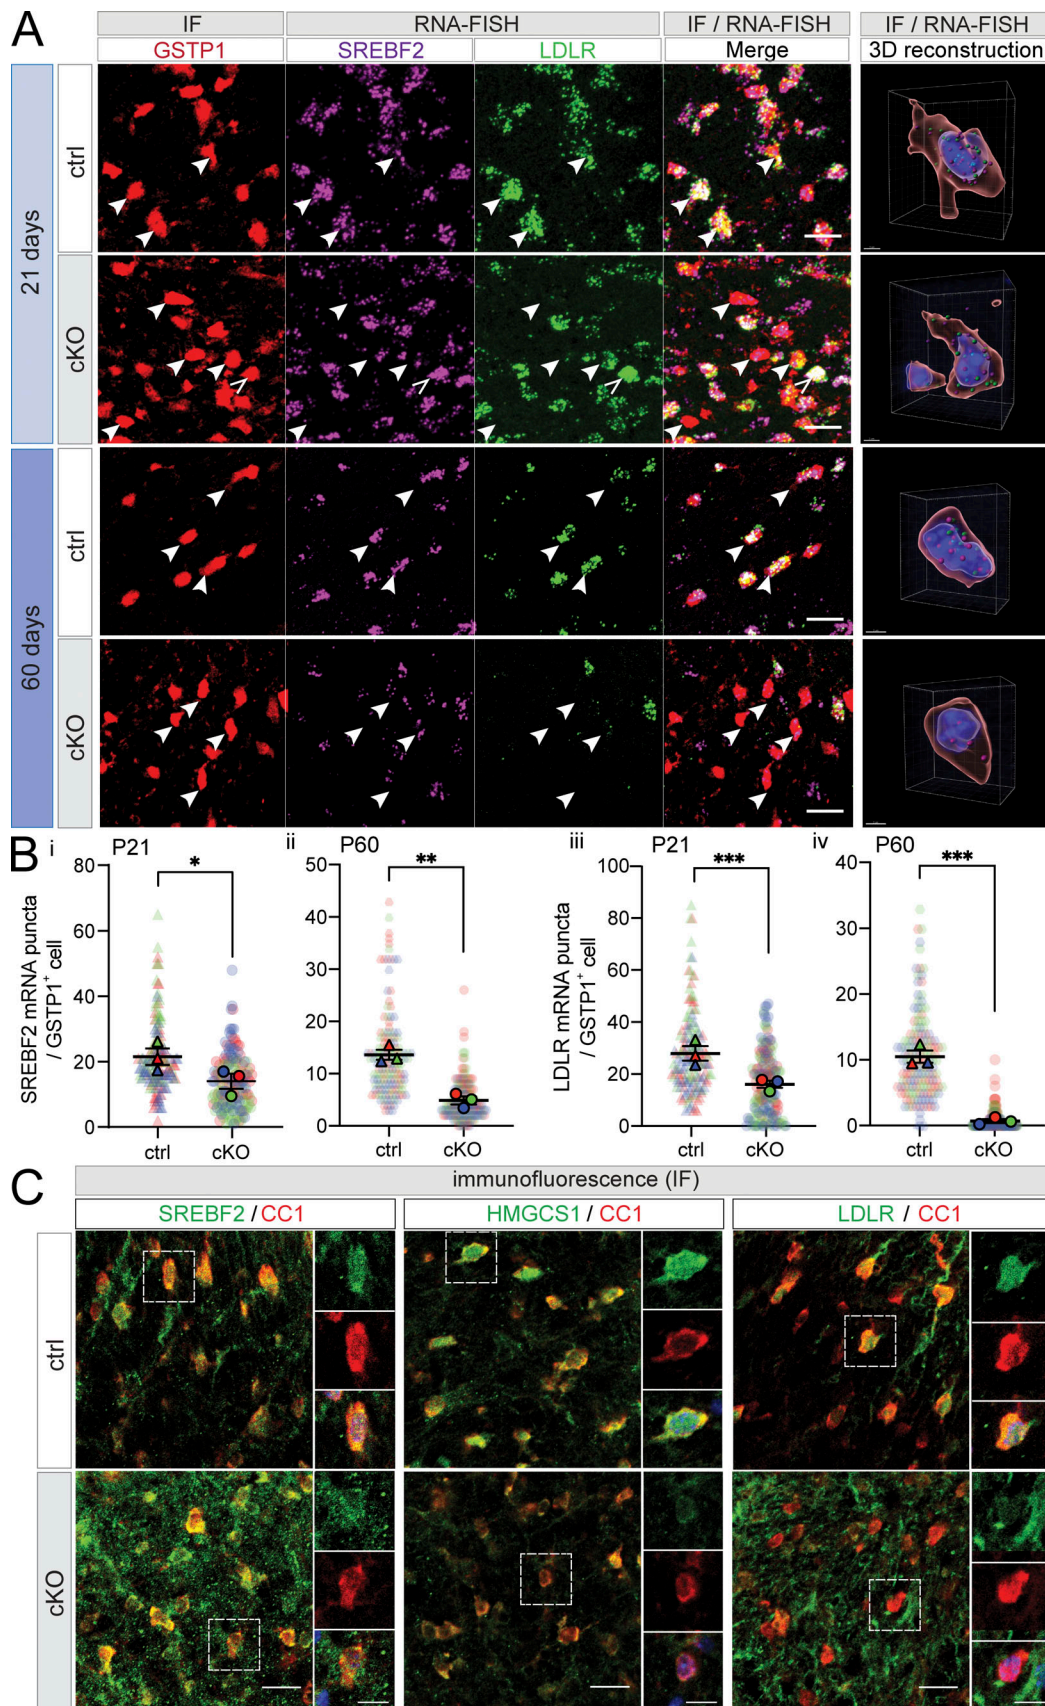 A
IF
RNA-FISH
IF / RNA-FISH
IF / RNA-FISH
GSTP1
SREBF2
LDLR
Merge
3D reconstruction
21 days
ctrl
cKO
60 days
ctrl
cKO
B
i
P21
*
SREBF2 mRNA puncta
/ GSTP1+ cell
80
60
40
20
0
ctrl
cKO
ii
P60
**
50
40
30
20
10
0
ctrl
cKO
iii
P21
***
LDLR mRNA puncta
/ GSTP1+ cell
100
80
60
40
20
0
ctrl
cKO
iv
P60
***
40
30
20
10
0
ctrl
cKO
C
immunofluorescence (IF)
SREBF2 / CC1
HMGCS1 / CC1
LDLR / CC1
ctrl
cKO